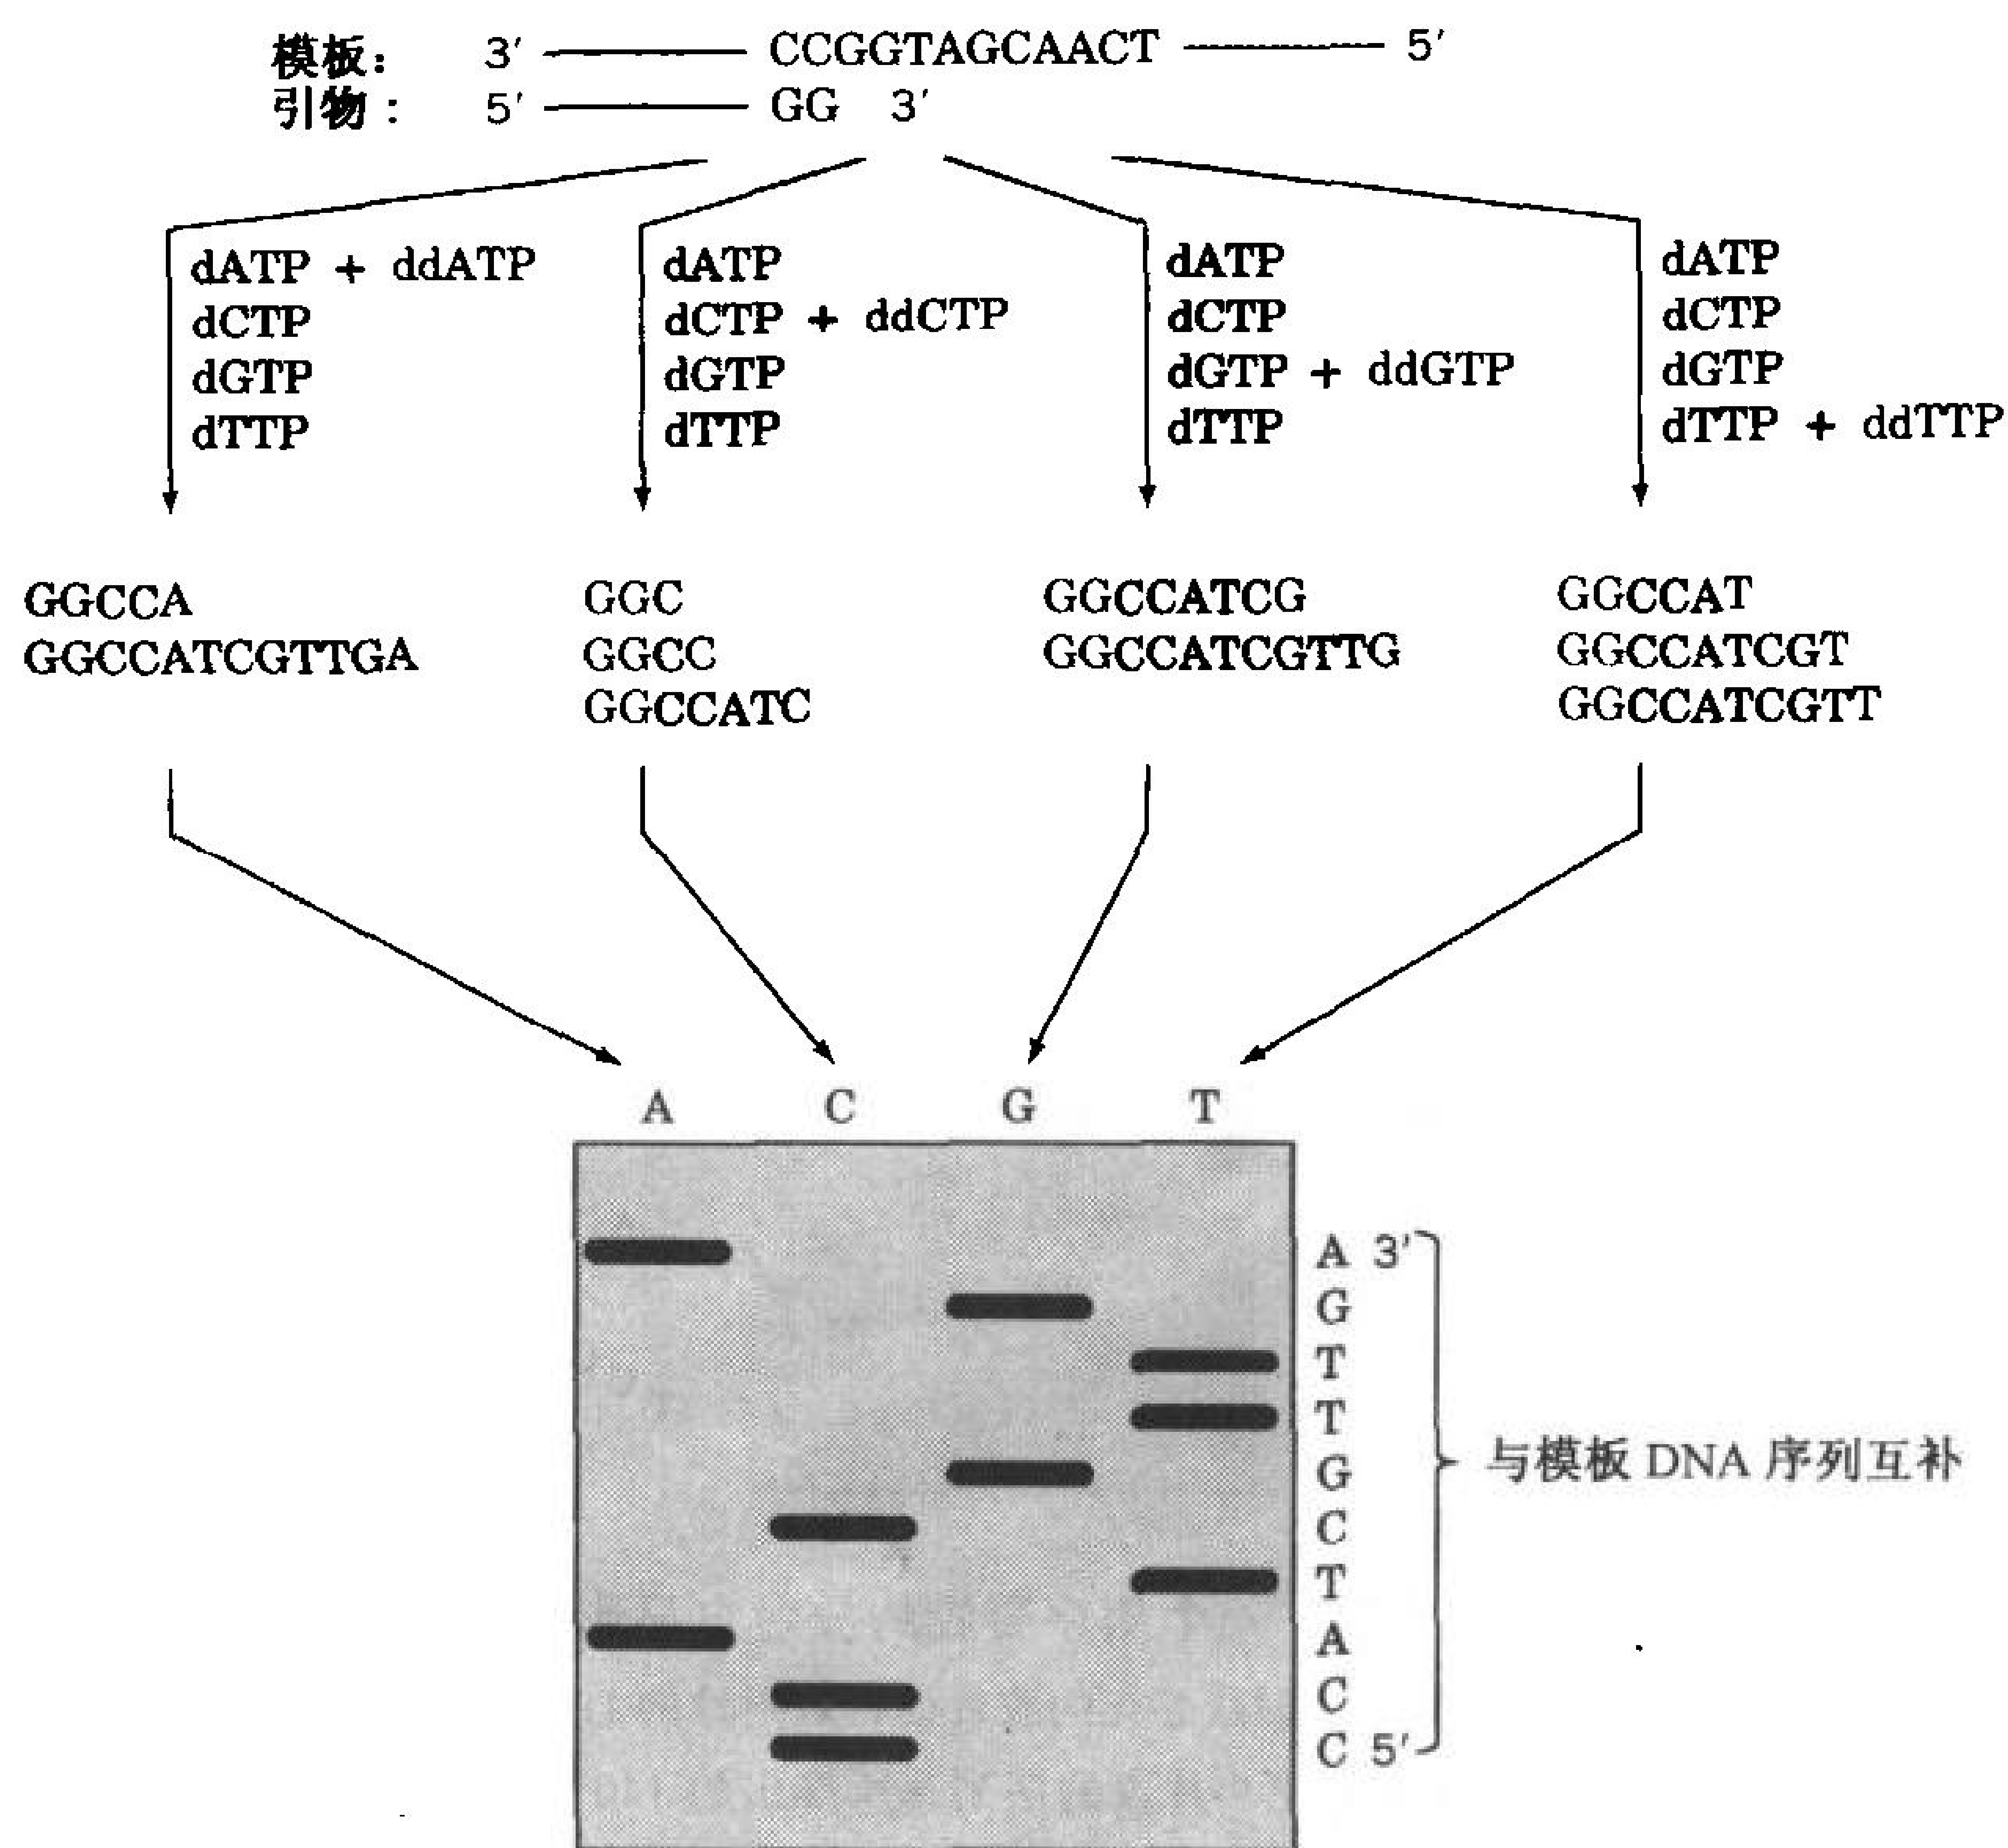 模板： 3′ CCGGTAGCAACT 5′
引物： 5′ GG 3′
dATP + ddATP
dCTP
dGTP
dTTP
dATP
dCTP + ddCTP
dGTP
dTTP
dATP
dCTP
dGTP + ddGTP
dTTP
dATP
dCTP
dGTP
dTTP + ddTTP
GGCCA
GGCCATCGTTGA
GGC
GGCC
GGCCATC
GGCCATCG
GGCCATCGTTG
GGCCAT
GGCCATCGT
GGCCATCGTT
A C G T
A 3′
G
T
T
G
C
T
A
C
C 5′
与模板 DNA 序列互补